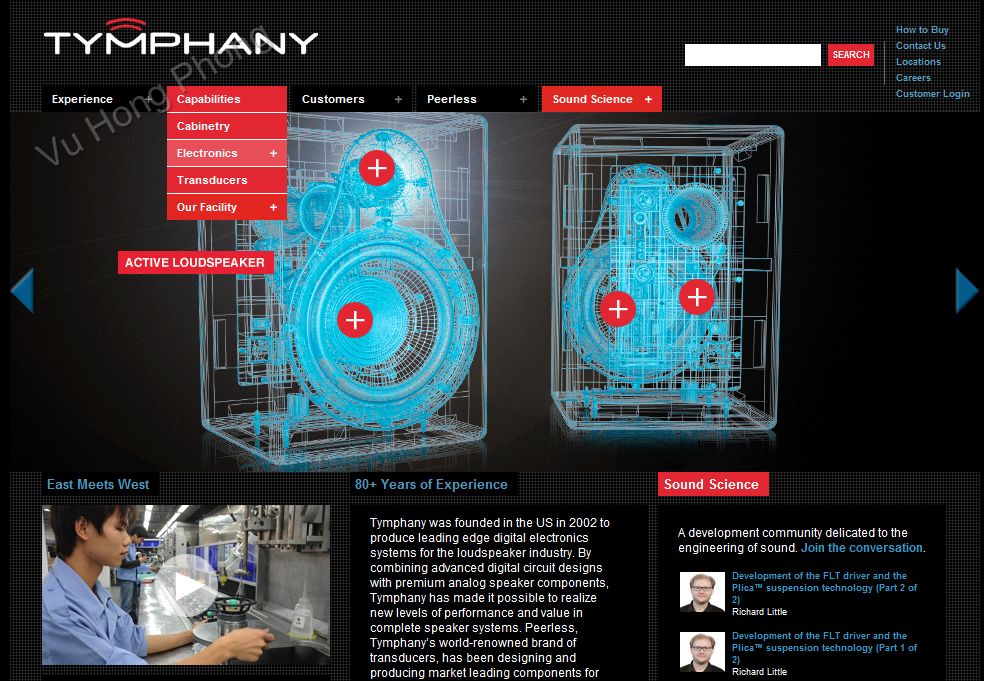 TYMPHANY
Vu Hong Phong
SEARCH
How to Buy
Contact Us
Locations
Careers
Customer Login
Experience +
Capabilities
Customers +
Peerless +
Sound Science +
Cabinetry
Electronics +
Transducers
Our Facility +
ACTIVE LOUDSPEAKER
East Meets West
80+ Years of Experience
Tymphany was founded in the US in 2002 to
produce leading edge digital electronics
systems for the loudspeaker industry. By
combining advanced digital circuit designs
with premium analog speaker components,
Tymphany has made it possible to realize
new levels of performance and value in
complete speaker systems. Peerless,
Tymphany's world-renowned brand of
transducers, has been designing and
producing market leading components for
Sound Science
A development community delicated to the
engineering of sound. Join the conversation.
Development of the FLT driver and the
Plica™ suspension technology (Part 2 of
2)
Richard Little
Development of the FLT driver and the
Plica™ suspension technology (Part 1 of
2)
Richard Little